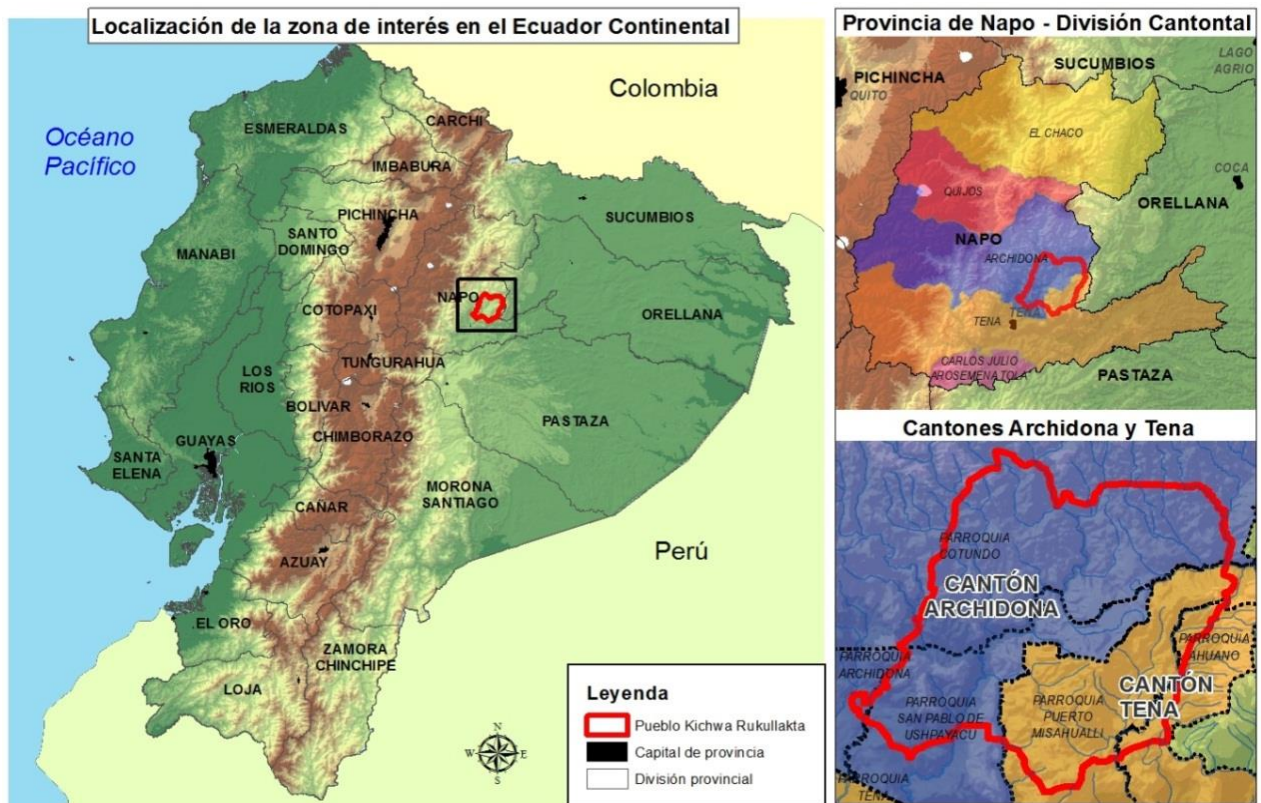 Localización de la zona de interés en el Ecuador Continental
Océano
Pacífico
Colombia
ESMERALDAS
CARCHI
IMBABURA
PICHINCHA
SANTO
DOMINGO
SUCUMBIOS
MANABI
NAPO
COTOPAXI
ORELLANA
LOS
RIOS
TUNGURAHUA
BOLIVAR
PASTAZA
CHIMBORAZO
GUAYAS
SANTA
ELENA
MORONA
SANTIAGO
CAÑAR
AZUAY
Perú
EL ORO
ZAMORA
CHINCHIPE
LOJA
N
W
E
S
Leyenda
Pueblo Kichwa Rukullakta
Capital de provincia
División provincial
Provincia de Napo - División Cantontal
SUCUMBIOS
LAGO
AGRIO
PICHINCHA
QUITO
EL CHACO
COCA
QUIJOS
ORELLANA
NAPO
ARCHIDONA
TENA
TENA
CARLOS JULIO
AROSEMENA TOLA
PASTAZA
Cantones Archidona y Tena
PARROQUIA
COTUNDO
CANTÓN
ARCHIDONA
PARROQUIA
AHUANO
PARROQUIA
ARCHIDONA
CANTÓN
TENA
PARROQUIA
SAN PABLO DE
USHPAYACU
PARROQUIA
PUERTO
MISAHUALLI
PARROQUIA
TENA